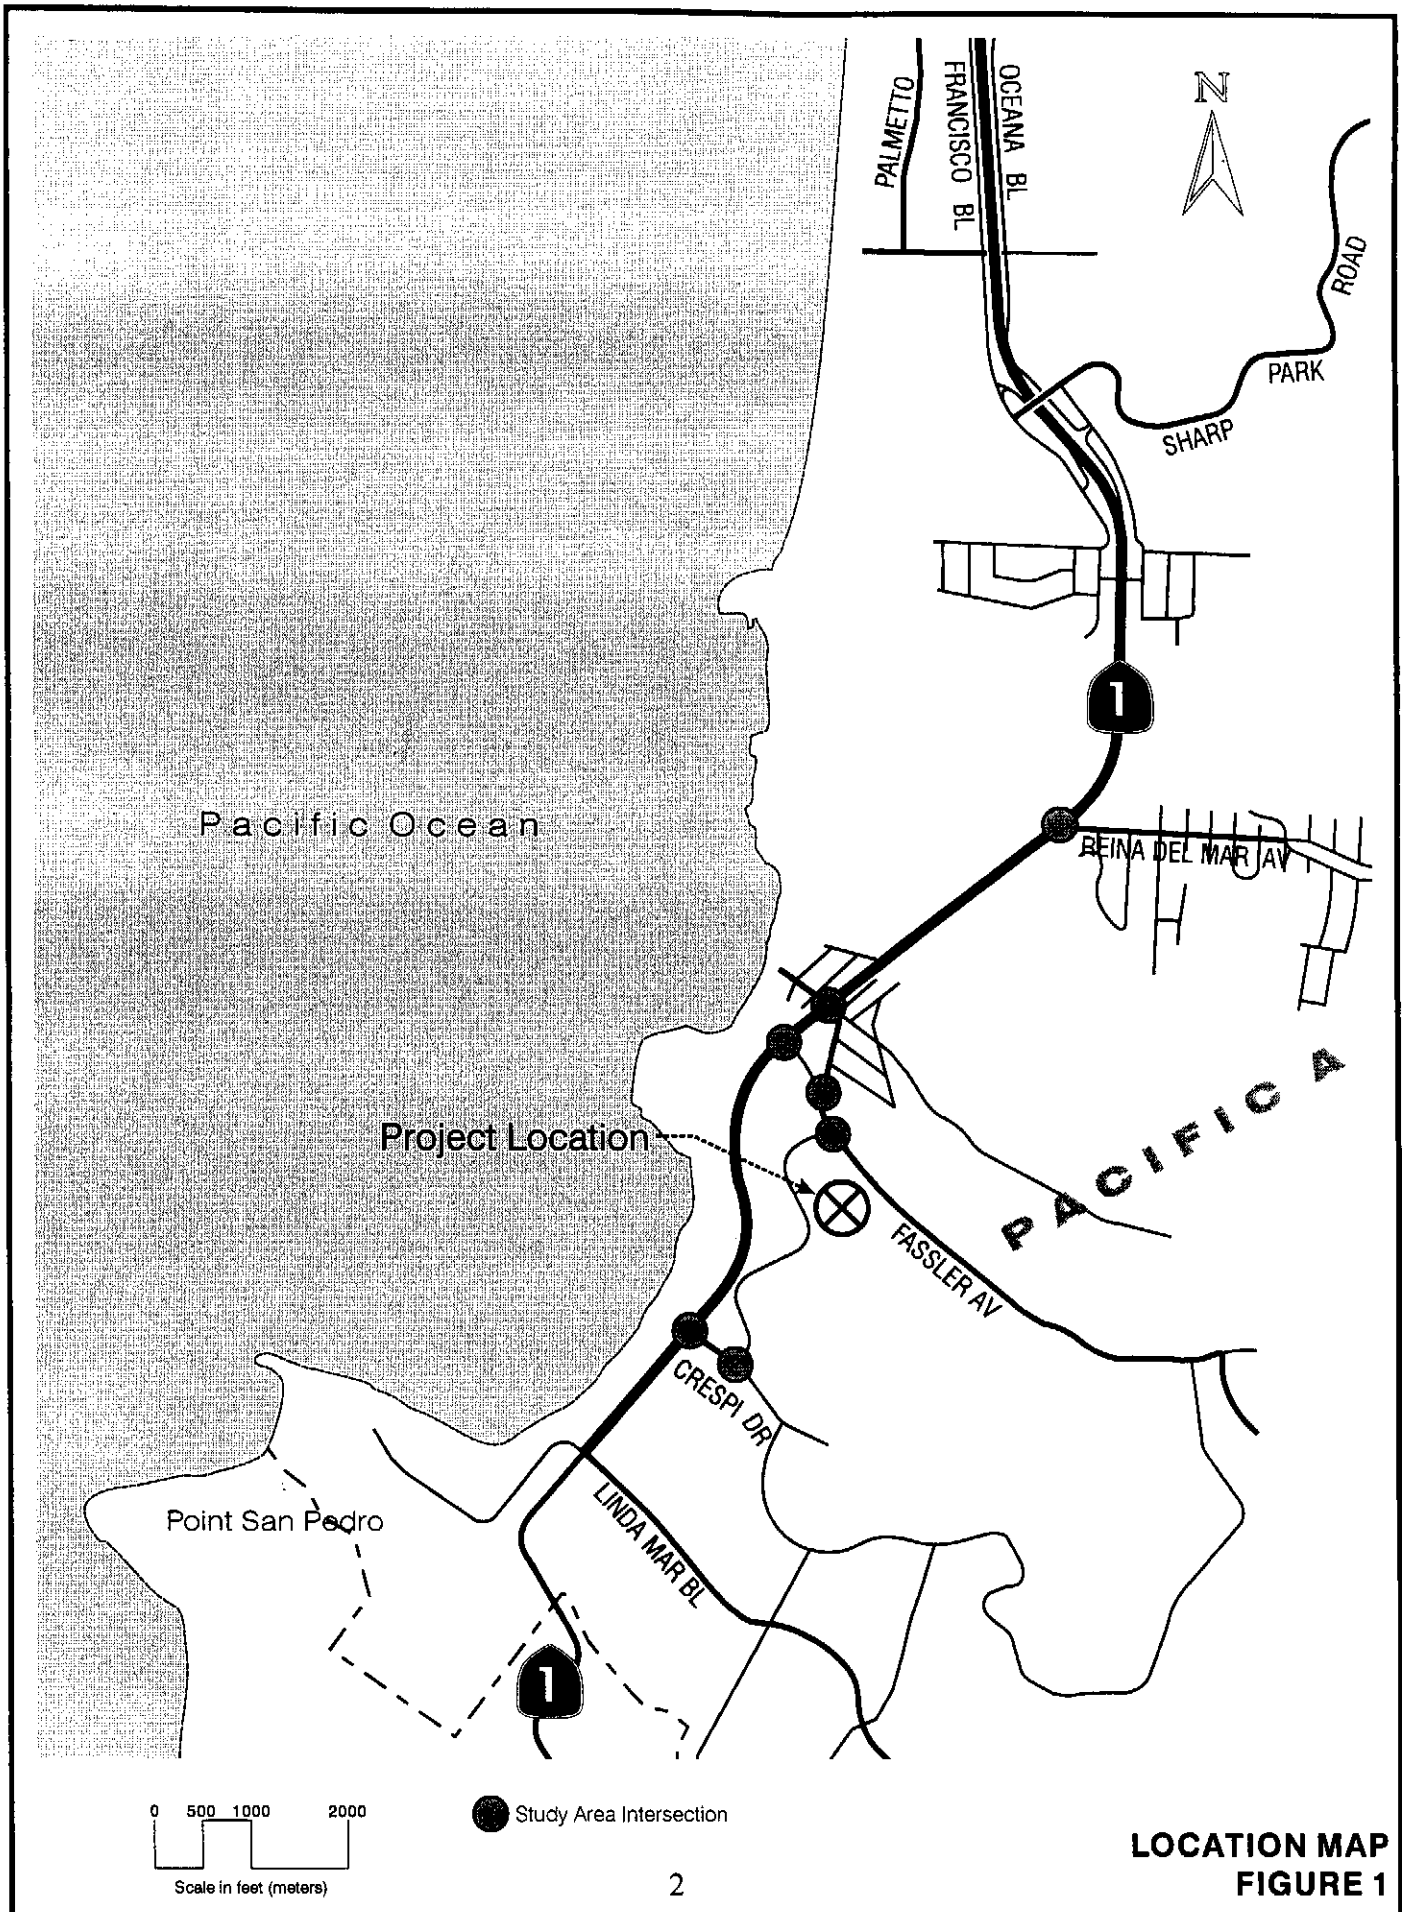 PALMETTO
FRANCISCO BL
OCEANA BL
N
ROAD
PARK
SHARP
1
Pacific Ocean
REINA DEL MAR AV
PACIFICA
Project Location
FASSLER AV
CRESPI DR
LINDA MAR BL
Point San Pedro
1
0 500 1000 2000
Scale in feet (meters)
Study Area Intersection
2
LOCATION MAP
FIGURE 1